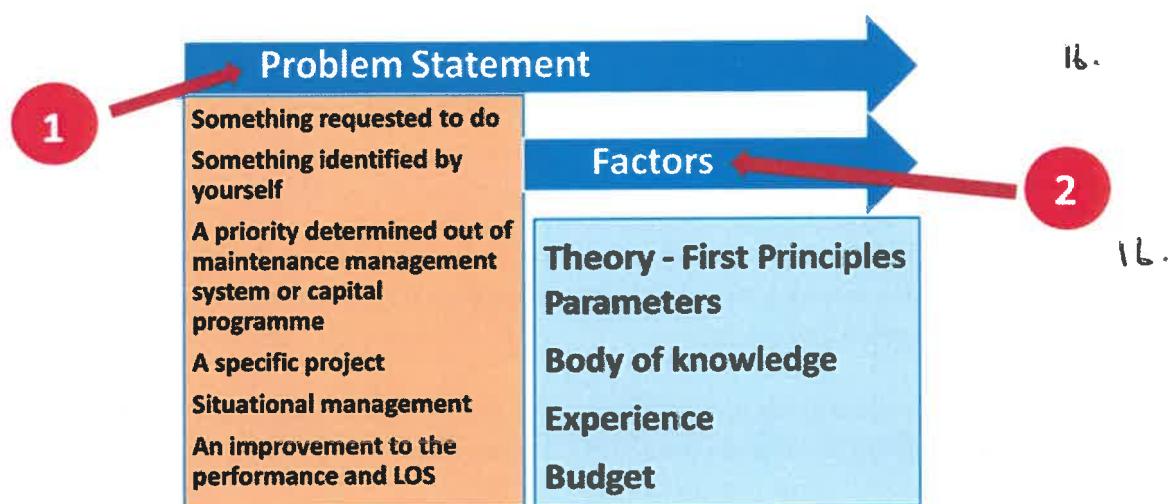 Problem Statement
16.
1
Something requested to do
Something identified by
yourself
A priority determined out of
maintenance management
system or capital
programme
A specific project
Situational management
An improvement to the
performance and LOS
Factors
2
16.
Theory - First Principles
Parameters
Body of knowledge
Experience
Budget